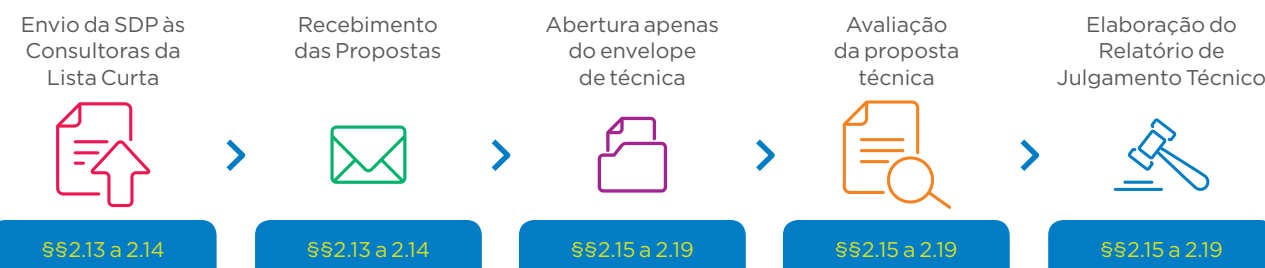 Envio da SDP às
Consultoras da
Lista Curta
Recebimento
das Propostas
Abertura apenas
do envelope
de técnica
Avaliação
da proposta
técnica
Elaboração do
Relatório de
Julgamento Técnico
§§2.13 a 2.14
§§2.13 a 2.14
§§2.15 a 2.19
§§2.15 a 2.19
§§2.15 a 2.19